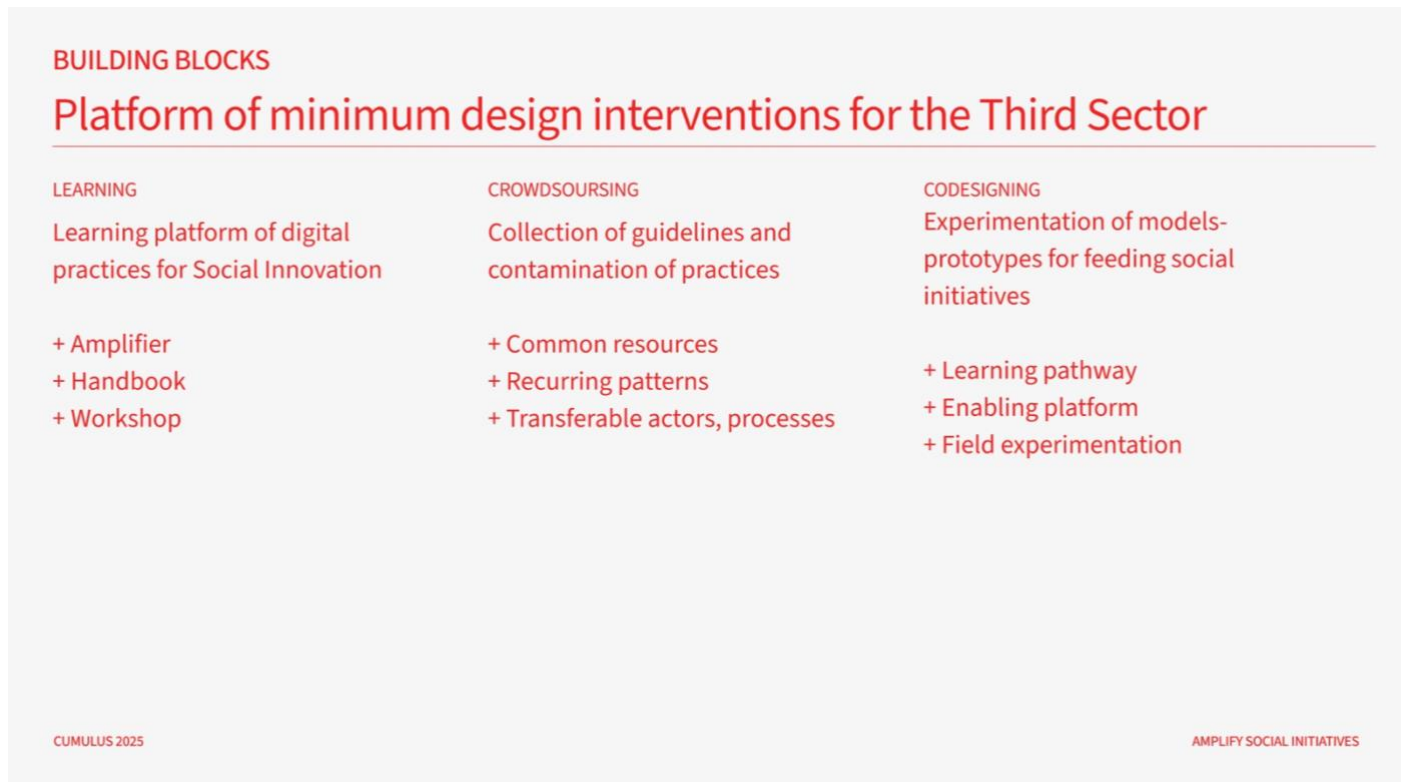 BUILDING BLOCKS
Platform of minimum design interventions for the Third Sector
LEARNING
Learning platform of digital
practices for Social Innovation
+ Amplifier
+ Handbook
+ Workshop
CROWDSOURSING
Collection of guidelines and
contamination of practices
+ Common resources
+ Recurring patterns
+ Transferable actors, processes
CODESIGNING
Experimentation of models-
prototypes for feeding social
initiatives
+ Learning pathway
+ Enabling platform
+ Field experimentation
CUMULUS 2025
AMPLIFY SOCIAL INITIATIVES